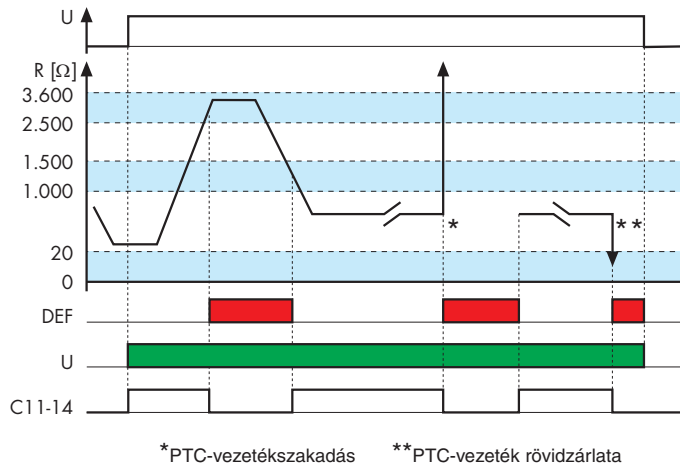 U
R [Ω]
3.600
2.500
1.500
1.000
* **
20
0
DEF
U
C11-14
*PTC-vezetékszakadás **PTC-vezeték rövidzárlata